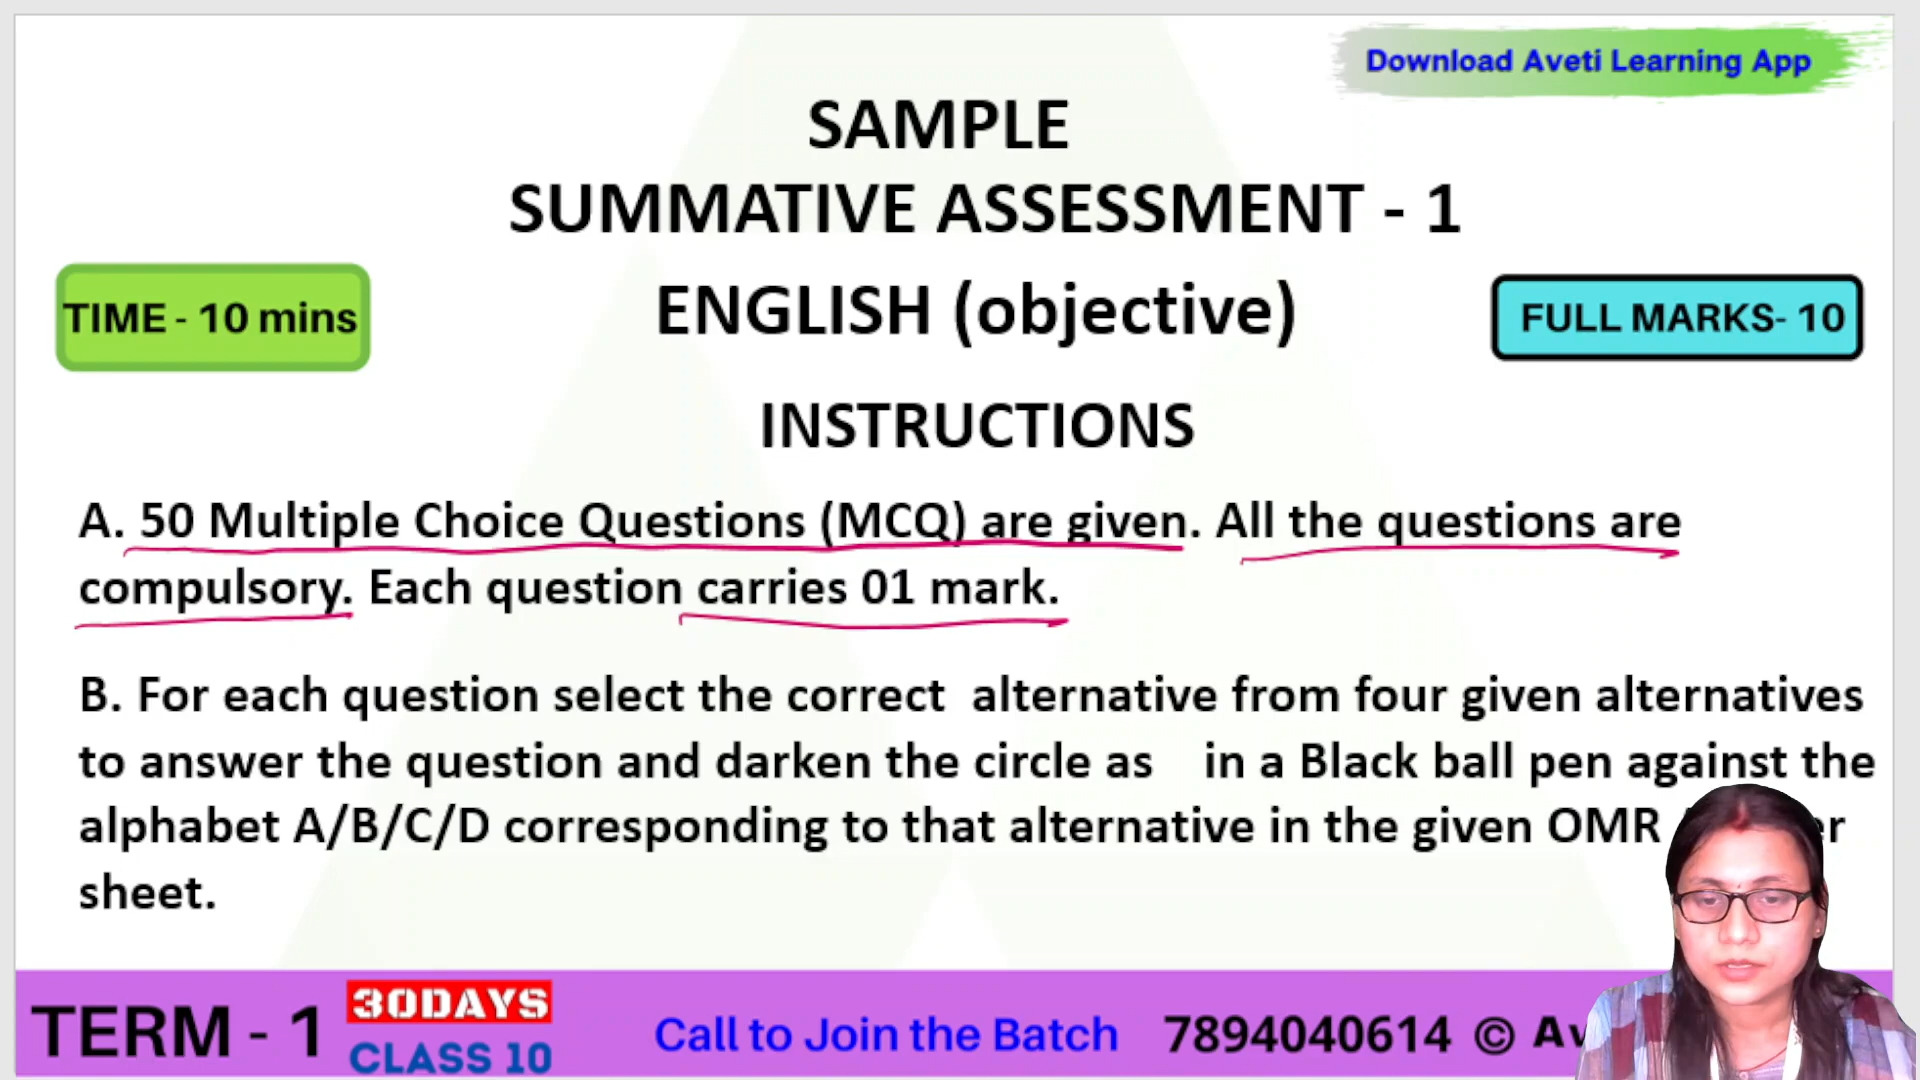 Download Aveti Learning App
SAMPLE
SUMMATIVE ASSESSMENT - 1
TIME - 10 mins
ENGLISH (objective)
FULL MARKS- 10
INSTRUCTIONS
A. 50 Multiple Choice Questions (MCQ) are given. All the questions are
compulsory. Each question carries 01 mark.
B. For each question select the correct alternative from four given alternatives
to answer the question and darken the circle as in a Black ball pen against the
alphabet A/B/C/D corresponding to that alternative in the given OMR
sheet.
TERM - 1
30DAYS
CLASS 10
Call to Join the Batch
7894040614 ©